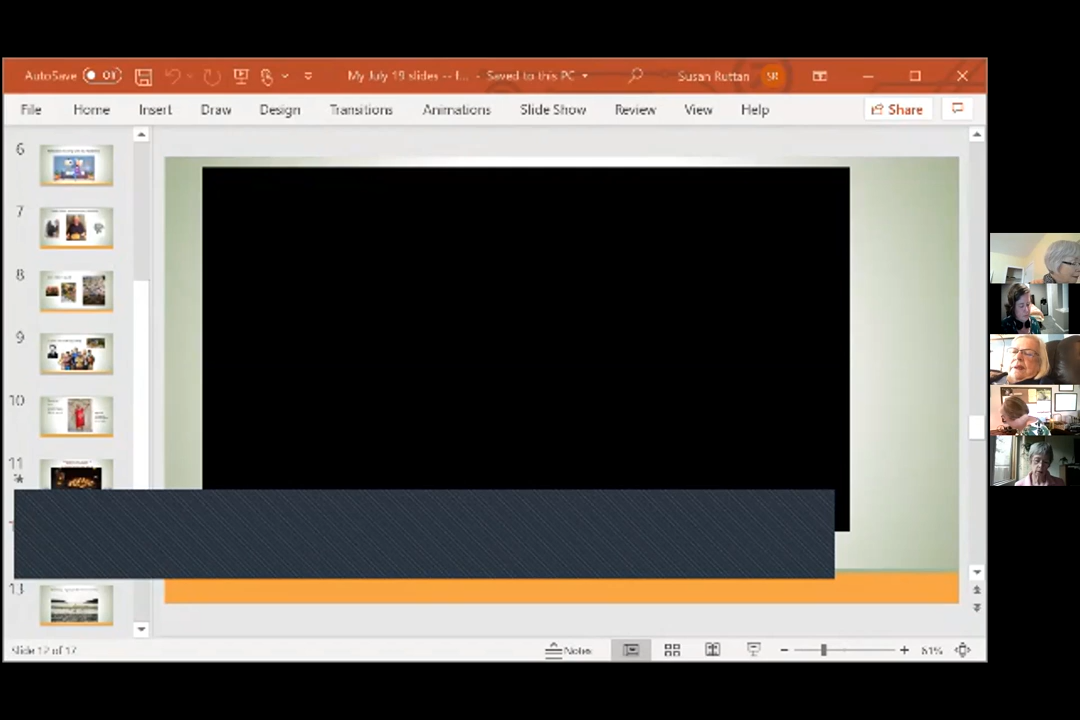 AutoSave Off My July 19 slides -- I... - Saved to this PC Susan Ruttan SR
File Home Insert Draw Design Transitions Animations Slide Show Review View Help Share
6
7
8
9
10
11
13
Slide 12 of 17 Notes 61%